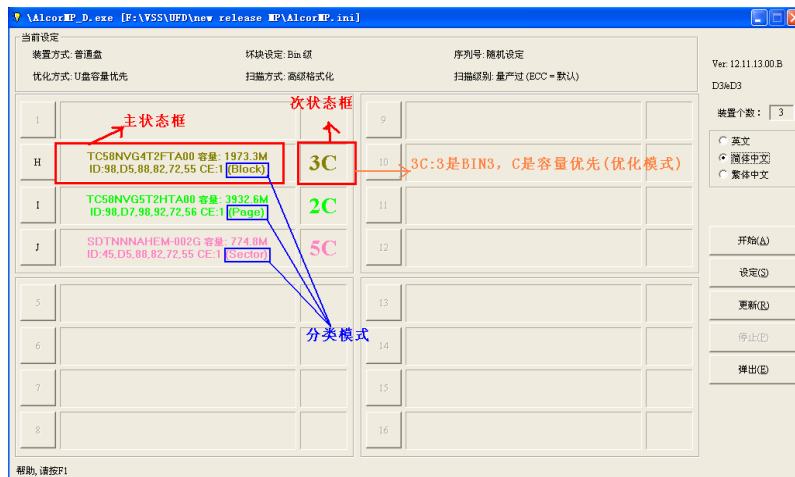 \AlcorMP_D.exe [F:\VSS\UFD\new release MP\AlcorMP.ini]
当前设定
装置方式: 普通盘
坏块设定: Bin 级
序列号: 随机设定
优化方式: U盘容量优先
扫描方式: 高级格式化
扫描级别: 量产过 (ECC = 默认)
Ver: 12.11.13.00.B
D3/eD3
装置个数： 3
英文
简体中文
繁体中文
主状态框
次状态框
1
9
H
TC58NVG4T2FTA00 容量: 1973.3M
ID:98,D5,88,82,72,55 CE:1 (Block)
3C
10
3C:3是BIN3, C是容量优先(优化模式)
I
TC58NVG5T2HTA00 容量: 3932.6M
ID:98,D7,98,92,72,56 CE:1 (Page)
2C
11
J
SDTNNNAHEM-002G 容量: 774.8M
ID:45,D5,88,82,72,55 CE:1 (Sector)
5C
12
分类模式
5
13
6
14
7
15
8
16
开始(A)
设定(S)
更新(R)
停止(P)
弹出(E)
帮助, 请按F1